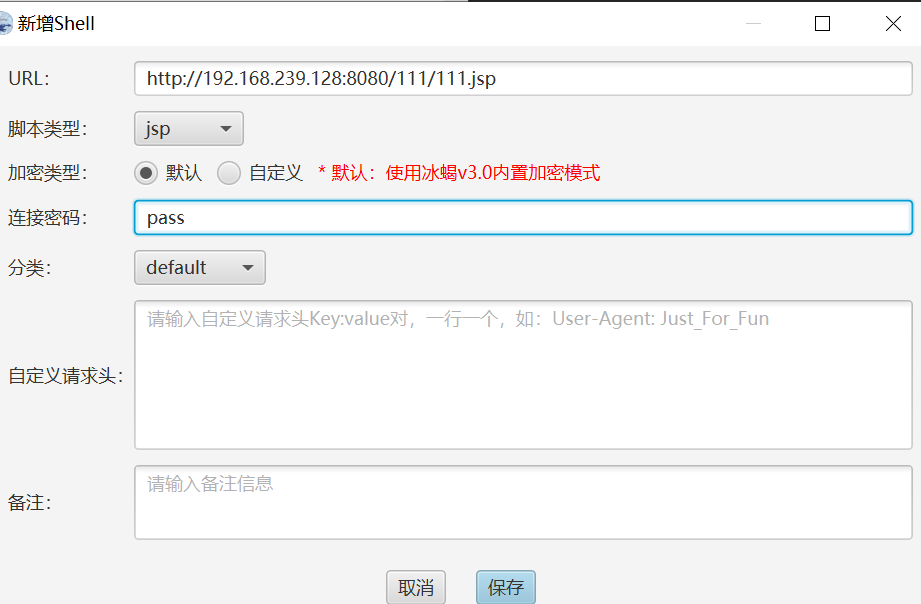 新增Shell
URL:
http://192.168.239.128:8080/111/111.jsp
脚本类型：
jsp
加密类型：
默认 自定义 * 默认：使用冰蝎v3.0内置加密模式
连接密码：
pass
分类：
default
自定义请求头：
请输入自定义请求头Key:value对，一行一个，如：User-Agent: Just_For_Fun
备注：
请输入备注信息
取消 保存